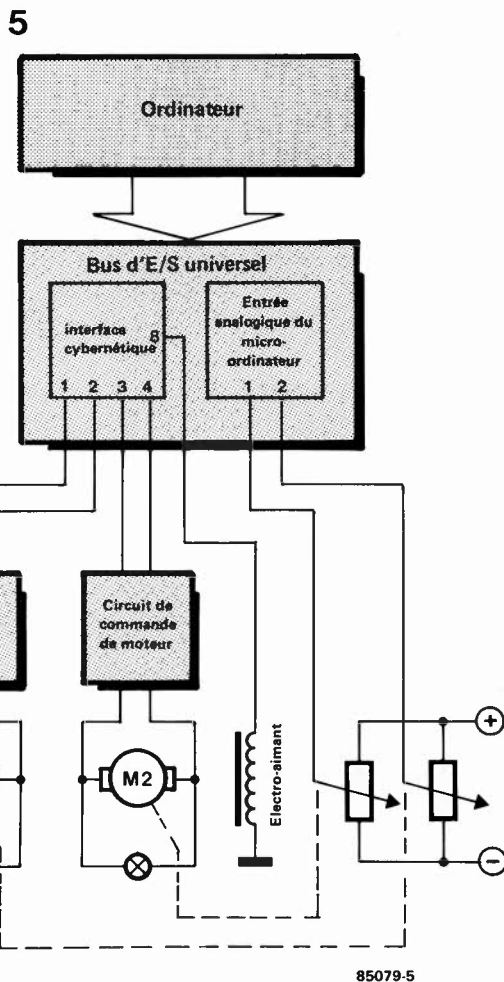 5
Ordinateur
Bus d'E/S universel
interface
cybernétique
8
1 2 3 4
Entrée
analogique du
micro-
ordinateur
1 2
Circuit de
commande
de moteur
M2
Electro-aimant
+
−
85079-5